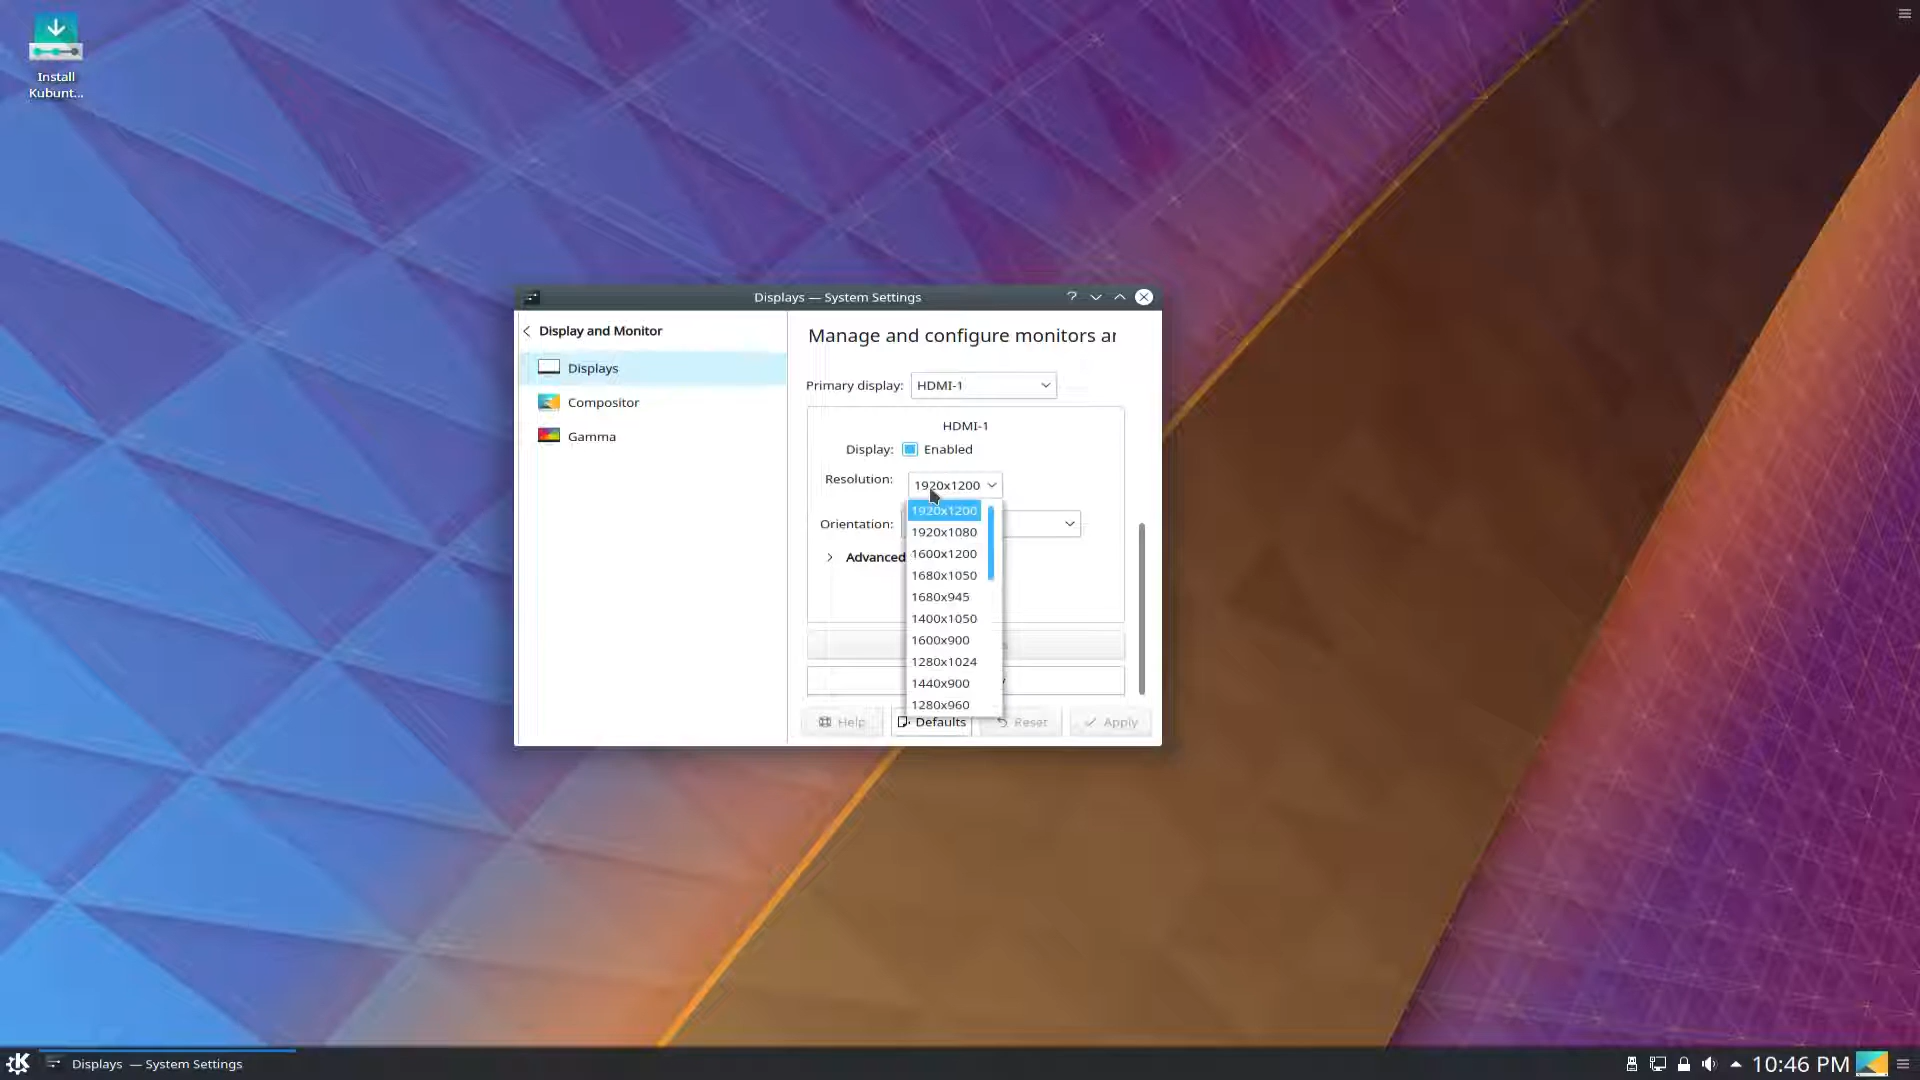 Install
Kubunt...
Displays — System Settings
?
Display and Monitor
Displays
Compositor
Gamma
Manage and configure monitors ar
Primary display: HDMI-1
HDMI-1
Display: Enabled
Resolution: 1920x1200
1920x1200
Orientation:
1920x1080
1600x1200
Advanced
1680x1050
1680x945
1400x1050
1600x900
1280x1024
1440x900
1280x960
Help
Defaults
Reset
Apply
Displays — System Settings
10:46 PM